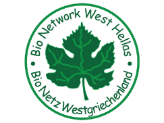 Bio Network West Hellas
Bio Netz Westgriechenland